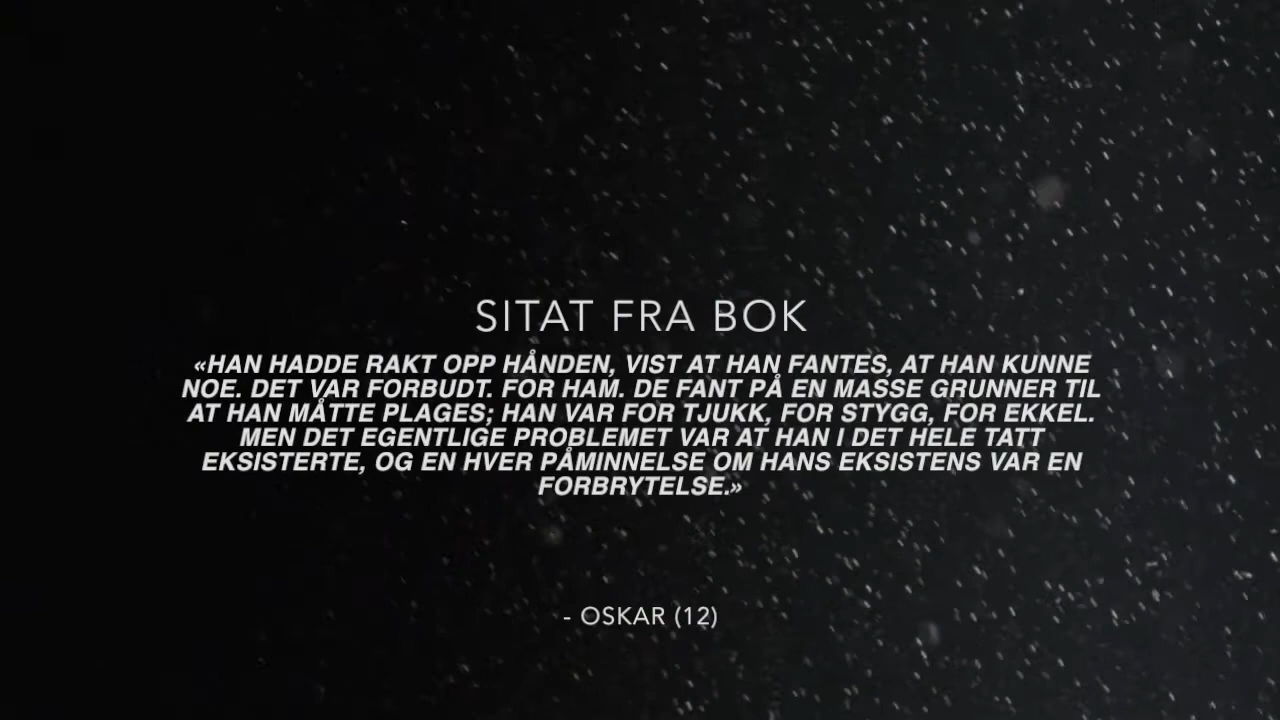 SITAT FRA BOK
«HAN HADDE RAKT OPP HÅNDEN, VIST AT HAN FANTES, AT HAN KUNNE
NOE. DET VAR FORBUDT. FOR HAM. DE FANT PÅ EN MASSE GRUNNER TIL
AT HAN MÅTTE PLAGES; HAN VAR FOR TJUKK, FOR STYGG, FOR EKKEL.
MEN DET EGENTLIGE PROBLEMET VAR AT HAN I DET HELE TATT
EKSISTERTE, OG EN HVER PÅMINNELSE OM HANS EKSISTENS VAR EN
FORBRYTELSE.»
- OSKAR (12)